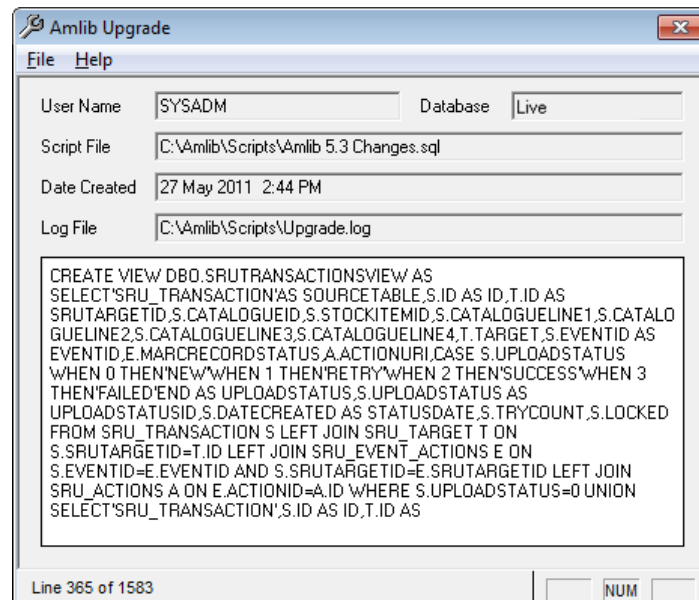 Amlib Upgrade
File Help
User Name SYSADM Database Live
Script File C:\Amlib\Scripts\Amlib 5.3 Changes.sql
Date Created 27 May 2011 2:44 PM
Log File C:\Amlib\Scripts\Upgrade.log
CREATE VIEW DBO.SRUTRANSACTIONSVIEW AS
SELECT'SRU_TRANSACTION'AS SOURCETABLE,S.ID AS ID,T.ID AS
SRUTARGETID,S.CATALOGUEID,S.STOCKITEMID,S.CATALOGUELINE1,S.CATALO
GUELINE2,S.CATALOGUELINE3,S.CATALOGUELINE4,T.TARGET,S.EVENTID AS
EVENTID,E.MARCRECORDSTATUS,A.ACTIONURI,CASE S.UPLOADSTATUS
WHEN 0 THEN'NEW'WHEN 1 THEN'RETRY'WHEN 2 THEN'SUCCESS'WHEN 3
THEN'FAILED'END AS UPLOADSTATUS,S.UPLOADSTATUS AS
UPLOADSTATUSID,S.DATECREATED AS STATUSDATE,S.TRYCOUNT,S.LOCKED
FROM SRU_TRANSACTION S LEFT JOIN SRU_TARGET T ON
S.SRUTARGETID=T.ID LEFT JOIN SRU_EVENT_ACTIONS E ON
S.EVENTID=E.EVENTID AND S.SRUTARGETID=E.SRUTARGETID LEFT JOIN
SRU_ACTIONS A ON E.ACTIONID=A.ID WHERE S.UPLOADSTATUS=0 UNION
SELECT'SRU_TRANSACTION',S.ID AS ID,T.ID AS
Line 365 of 1583 NUM